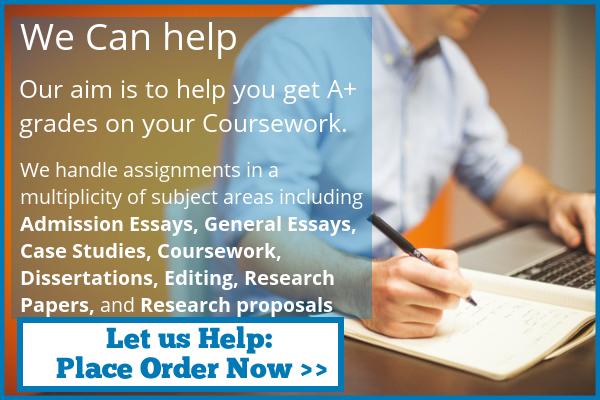 We Can help
Our aim is to help you get A+
grades on your Coursework.
We handle assignments in a
multiplicity of subject areas including
Admission Essays, General Essays,
Case Studies, Coursework,
Dissertations, Editing, Research
Papers, and Research proposals
Let us Help:
Place Order Now >>